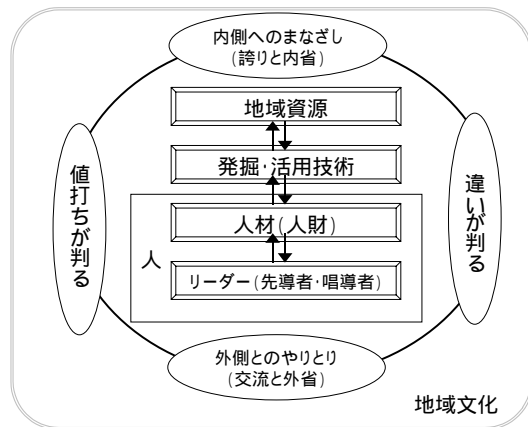 内側へのまなざし
(誇りと内省)
地域資源
発掘・活用技術
値打ちが判る
違いが判る
人材(人財)
人
リーダー(先導者・唱導者)
外側とのやりとり
(交流と外省)
地域文化